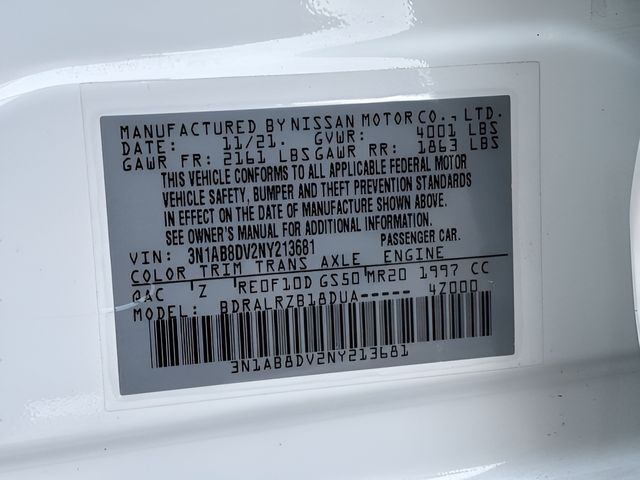 MANUFACTURED BY NISSAN MOTOR CO., LTD.
DATE: 11/21. GVWR: 4001 LBS
GAWR FR: 2161 LBS GAWR RR: 1863 LBS
THIS VEHICLE CONFORMS TO ALL APPLICABLE FEDERAL MOTOR
VEHICLE SAFETY, BUMPER AND THEFT PREVENTION STANDARDS
IN EFFECT ON THE DATE OF MANUFACTURE SHOWN ABOVE.
SEE OWNER'S MANUAL FOR ADDITIONAL INFORMATION.
VIN: 3N1AB8DV2NY213681 PASSENGER CAR.
COLOR TRIM TRANS AXLE ENGINE
QAC Z RE0F10D GS50 MR20 1997 CC
MODEL: BDRALRZB18DUA----- 4Z000
3N1AB8DV2NY213681